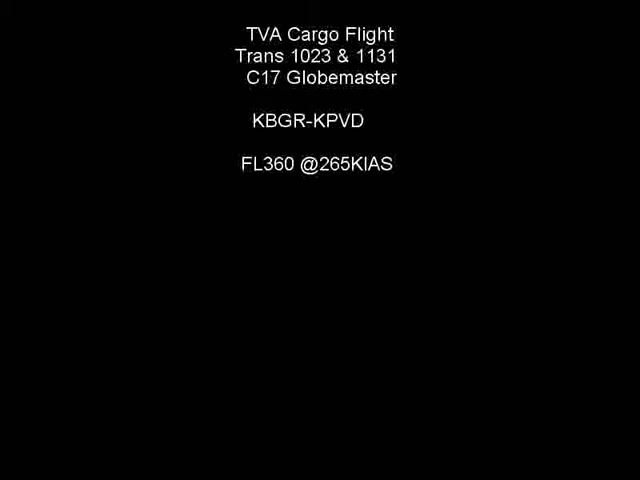 TVA Cargo Flight
Trans 1023 & 1131
C17 Globemaster
KBGR-KPVD
FL360 @265KIAS